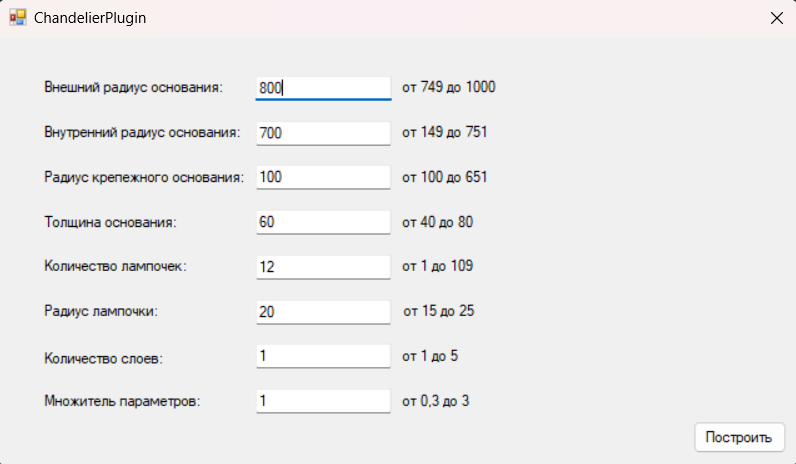 ChandelierPlugin
Внешний радиус основания: 800 от 749 до 1000
Внутренний радиус основания: 700 от 149 до 751
Радиус крепежного основания: 100 от 100 до 651
Толщина основания: 60 от 40 до 80
Количество лампочек: 12 от 1 до 109
Радиус лампочки: 20 от 15 до 25
Количество слоев: 1 от 1 до 5
Множитель параметров: 1 от 0,3 до 3
Построить